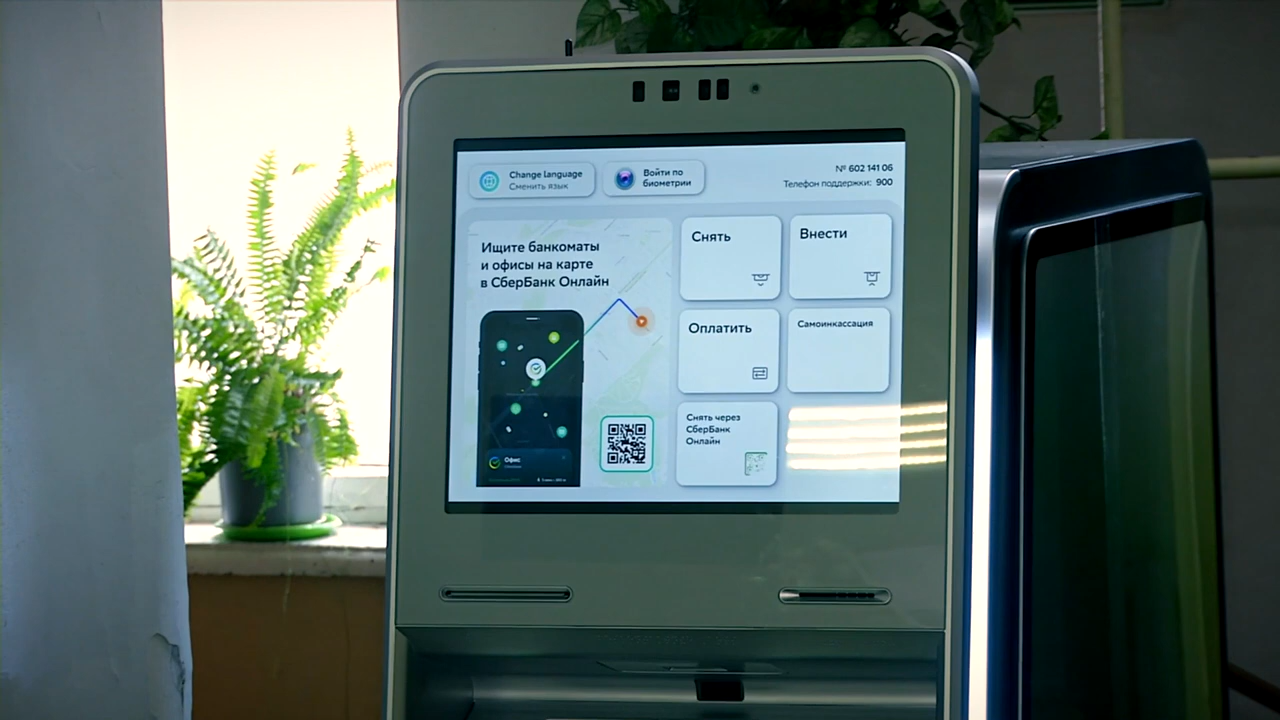 Change language
Сменить язык
Войти по
биометрии
№ 602 141 06
Телефон поддержки: 900
Ищите банкоматы
и офисы на карте
в СберБанк Онлайн
Снять
Внести
Оплатить
Самоинкассация
Снять через
СберБанк
Онлайн
Офис